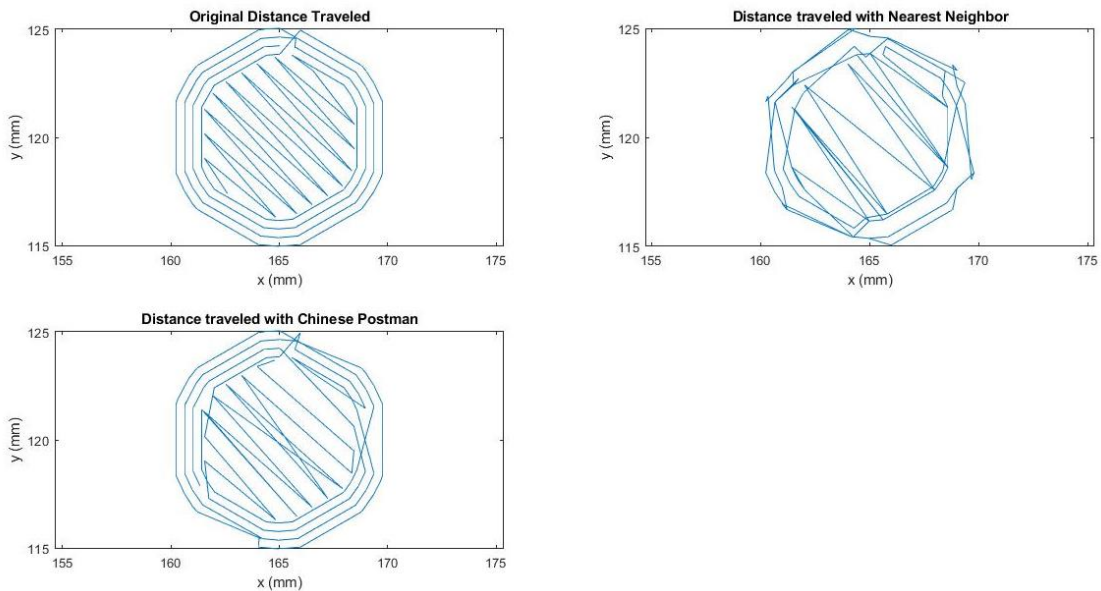 Original Distance Traveled
125
120
115
y (mm)
155
160
165
170
175
x (mm)
Distance traveled with Nearest Neighbor
125
120
115
y (mm)
155
160
165
170
175
x (mm)
Distance traveled with Chinese Postman
125
120
115
y (mm)
155
160
165
170
175
x (mm)